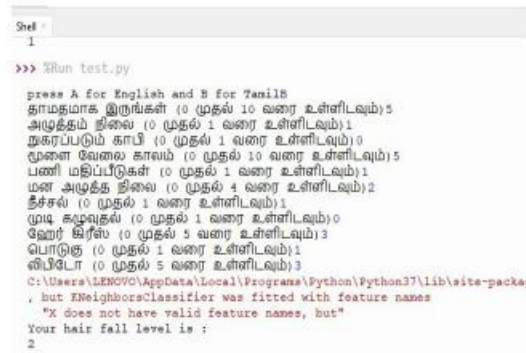 Shell
1
>>> %Run test.py
press A for English and B for TamilB
தாமதமாக இருங்கள் (0 முதல் 10 வரை உள்ளிடவும்)5
அழுத்தம் நிலை (0 முதல் 1 வரை உள்ளிடவும்)1
நுகரப்படும் காபி (0 முதல் 1 வரை உள்ளிடவும்)0
மூளை வேலை காலம் (0 முதல் 10 வரை உள்ளிடவும்)5
பணி மதிப்பீடுகள் (0 முதல் 1 வரை உள்ளிடவும்)1
மன அழுத்த நிலை (0 முதல் 4 வரை உள்ளிடவும்)2
நீச்சல் (0 முதல் 1 வரை உள்ளிடவும்)1
முடி கழுவுதல் (0 முதல் 1 வரை உள்ளிடவும்)0
ஹேர் கிரீஸ் (0 முதல் 5 வரை உள்ளிடவும்)3
பொடுகு (0 முதல் 1 வரை உள்ளிடவும்)1
லிபிடோ (0 முதல் 5 வரை உள்ளிடவும்)3
C:\Users\LENOVO\AppData\Local\Programs\Python\Python37\lib\site-packa
, but KNeighborsClassifier was fitted with feature names
"X does not have valid feature names, but"
Your hair fall level is :
2